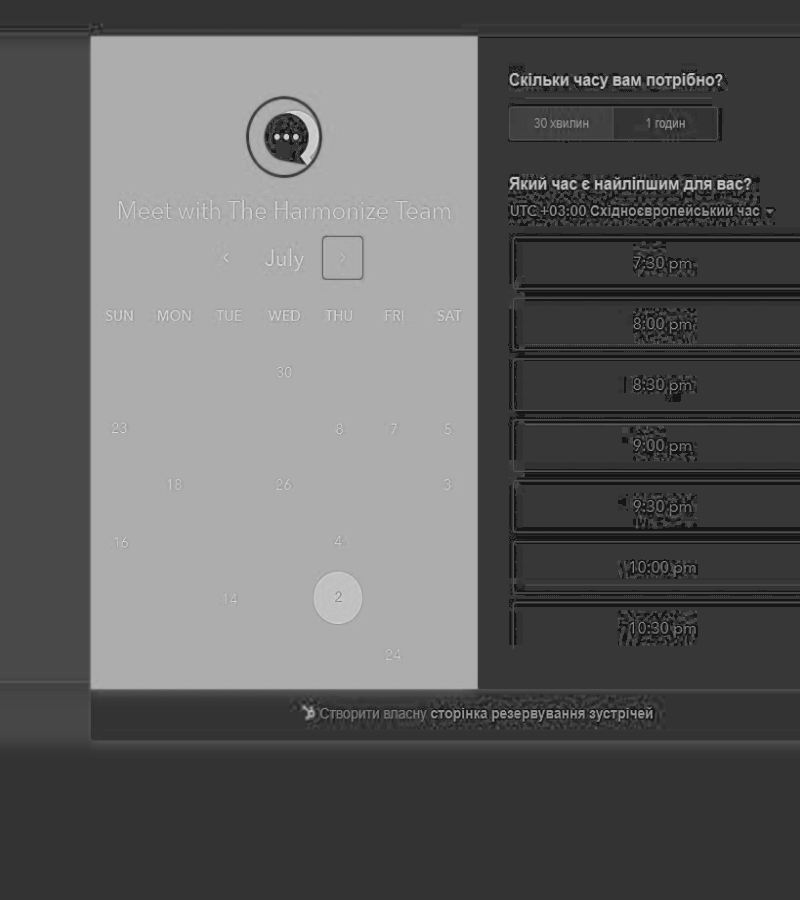 Meet with The Harmonize Team
July
SUN MON TUE WED THU FRI SAT
30
23 8 7 5
18 26 3
16 4
14 2
24
Скільки часу вам потрібно?
30 хвилин 1 годин
Який час є найліпшим для вас?
UTC +03:00 Східноєвропейський час
7:30 pm
8:00 pm
8:30 pm
9:00 pm
9:30 pm
10:00 pm
10:30 pm
Створити власну сторінка резервування зустрічей